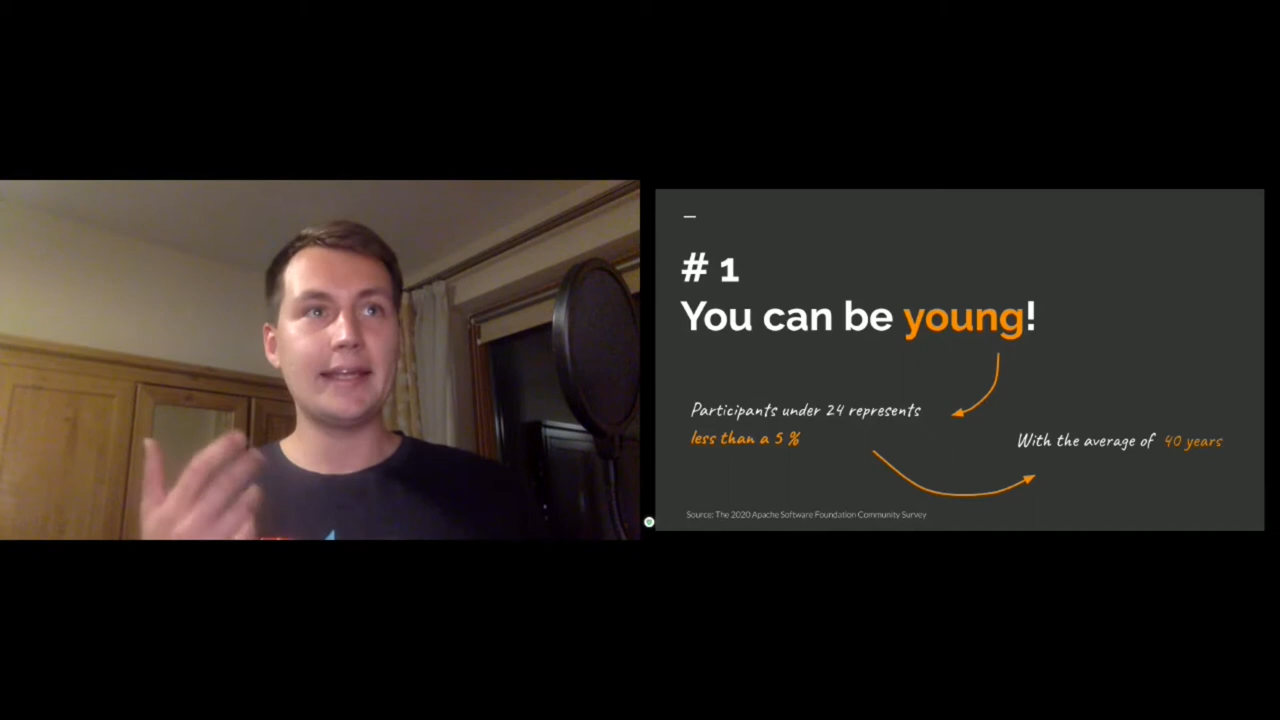 # 1
You can be young!
Participants under 24 represents
less than a 5 %
With the average of 40 years
Source: The 2020 Apache Software Foundation Community Survey